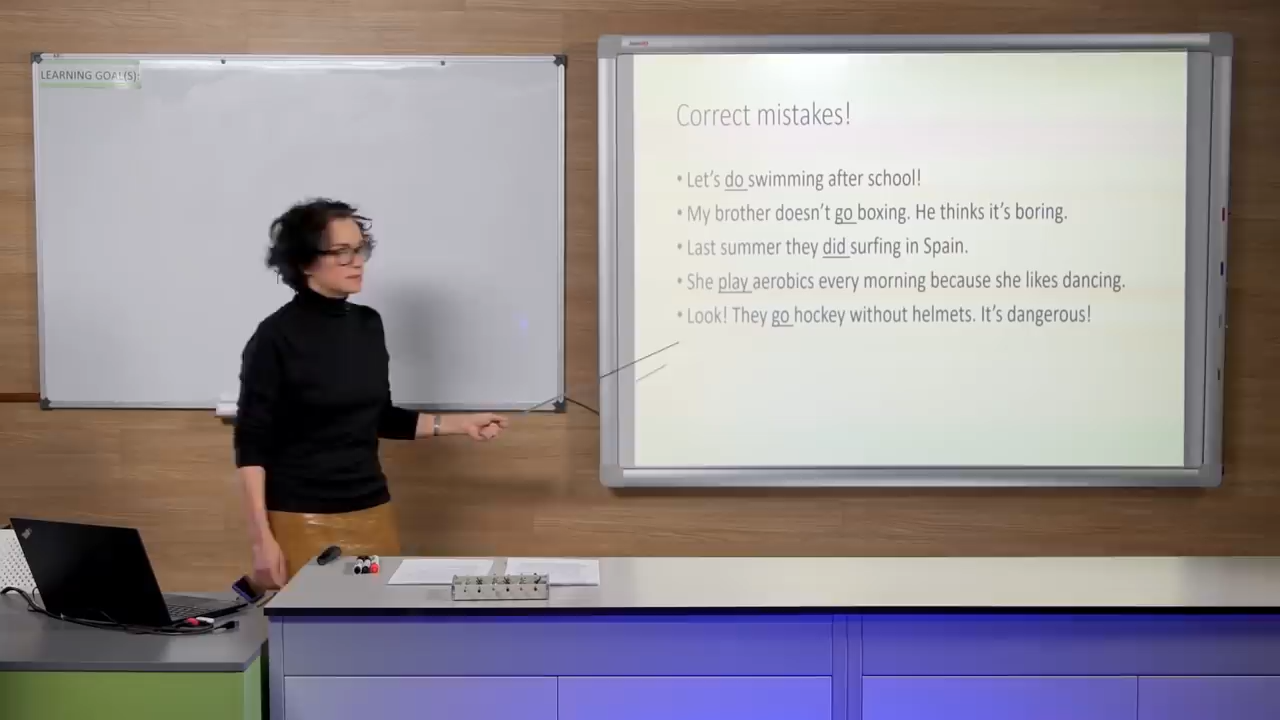 LEARNING GOAL(S):
Correct mistakes!
• Let's do swimming after school!
• My brother doesn't go boxing. He thinks it's boring.
• Last summer they did surfing in Spain.
• She play aerobics every morning because she likes dancing.
• Look! They go hockey without helmets. It's dangerous!